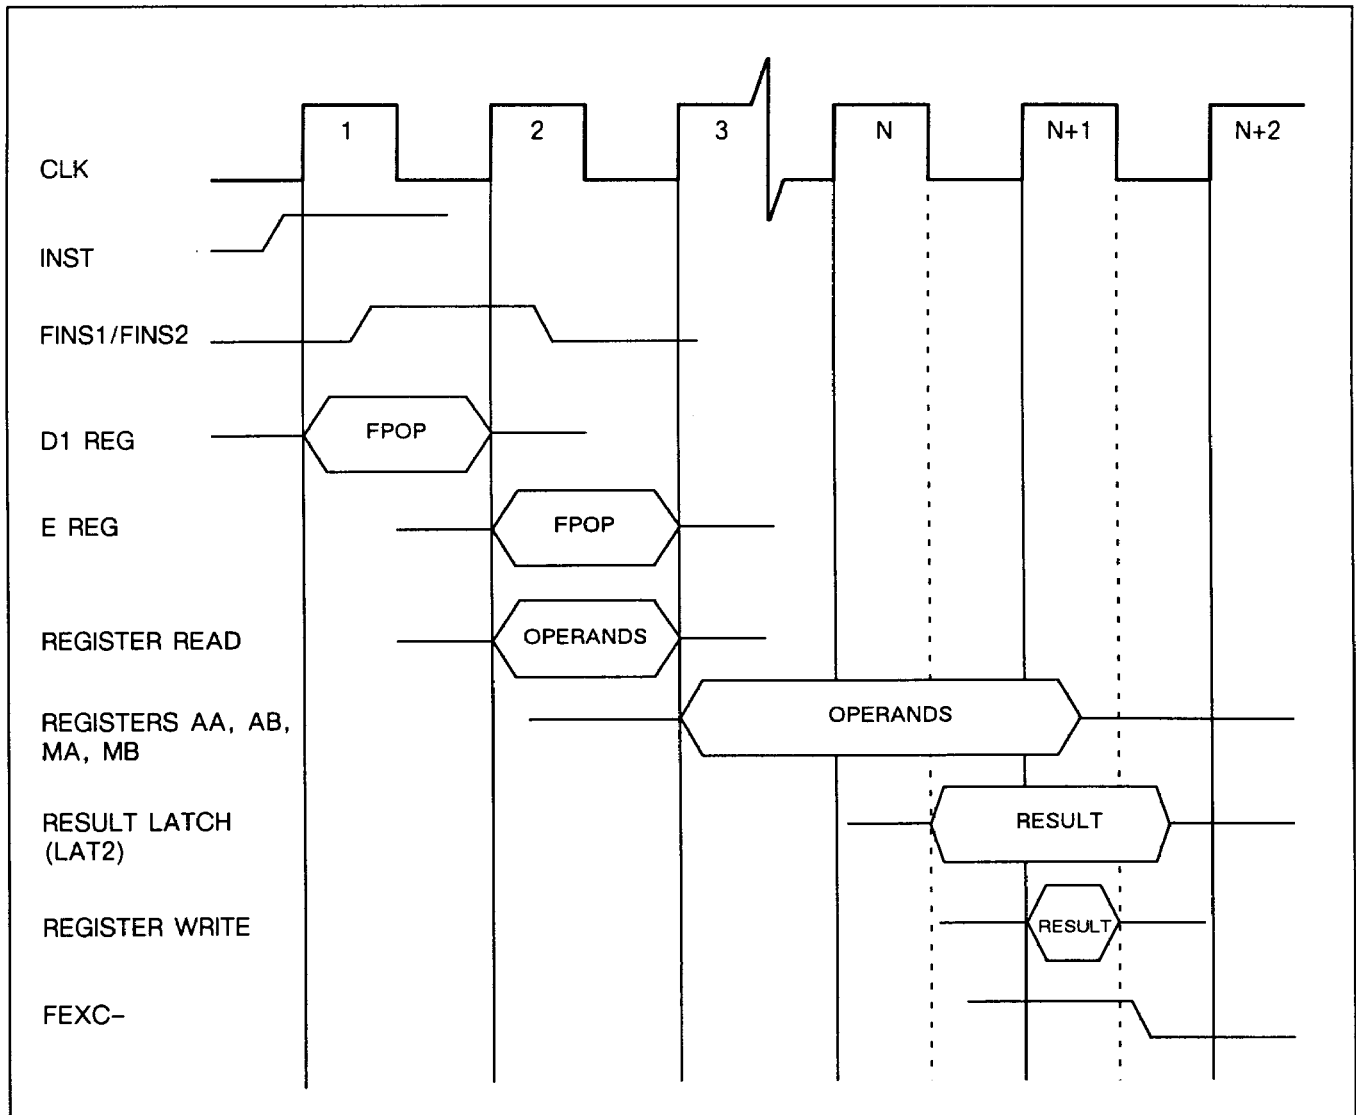 1 2 3 N N+1 N+2
CLK
INST
FINS1/FINS2
D1 REG FPOP
E REG FPOP
REGISTER READ OPERANDS
REGISTERS AA, AB, OPERANDS
MA, MB
RESULT LATCH RESULT
(LAT2)
REGISTER WRITE RESULT
FEXC–